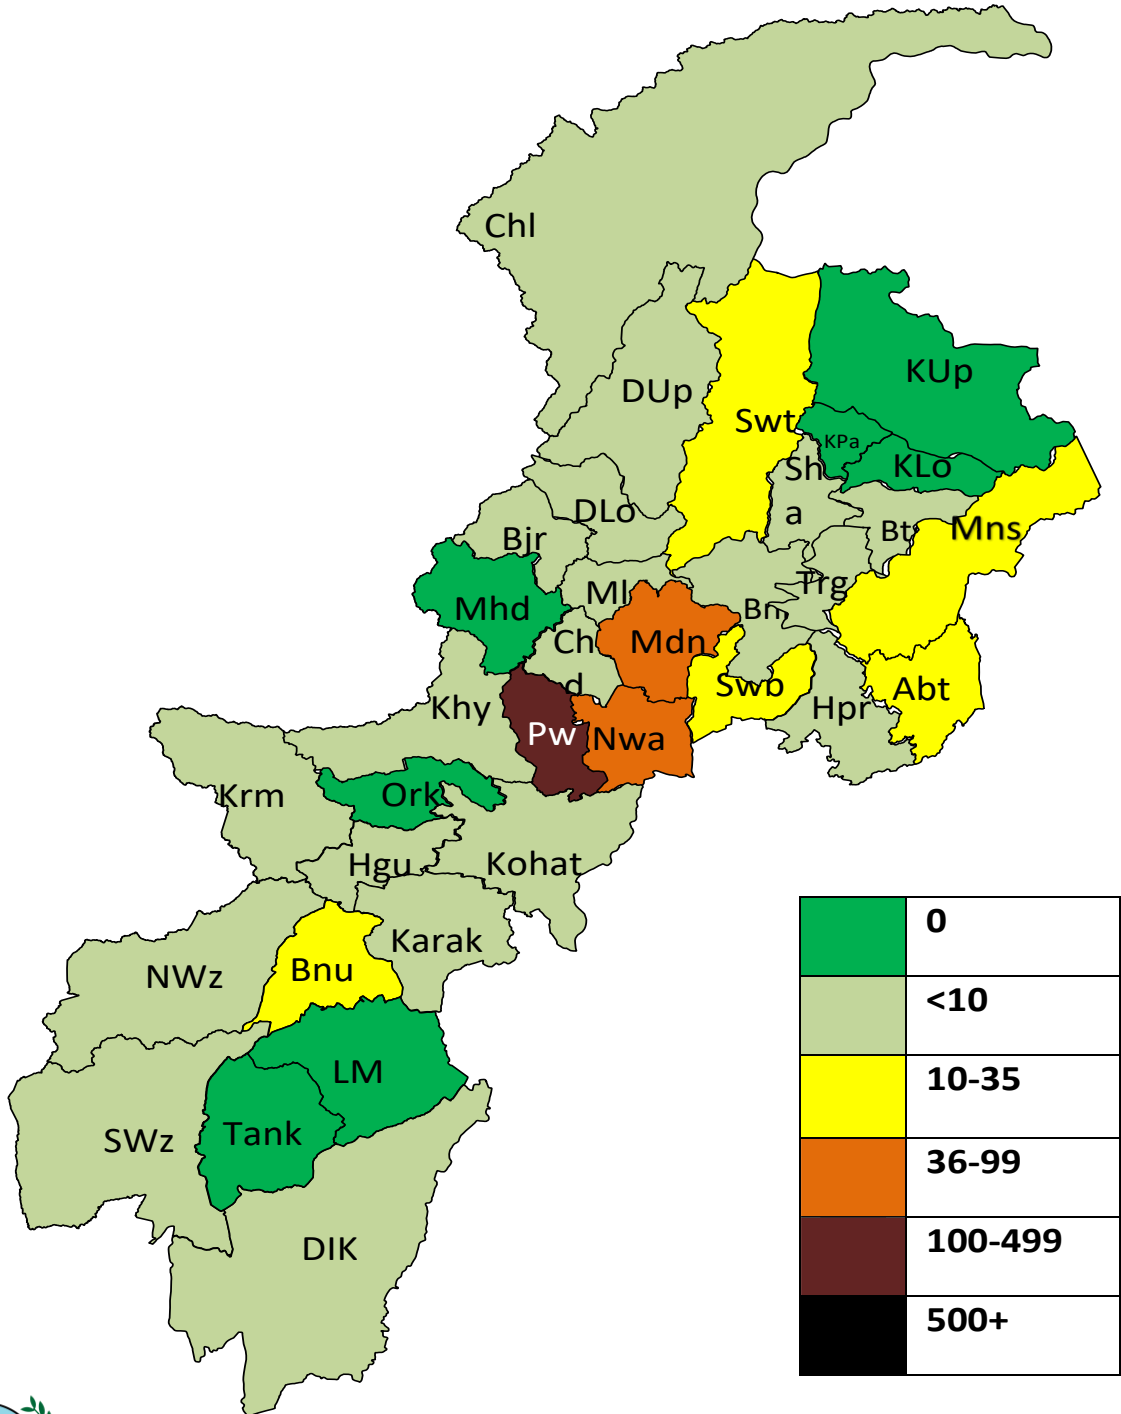 Chl
KUp
DUp
Swt
KPa
Sh
a
KLo
DLo
Bt
Mns
Bjr
Trg
Ml
Mhd
Bn
Ch
d
Mdn
Swb
Abt
Khy
Hpr
Pw
Nwa
Krm
Ork
Hgu
Kohat
Karak
NWz
Bnu
LM
Tank
SWz
DIK
0
<10
10-35
36-99
100-499
500+